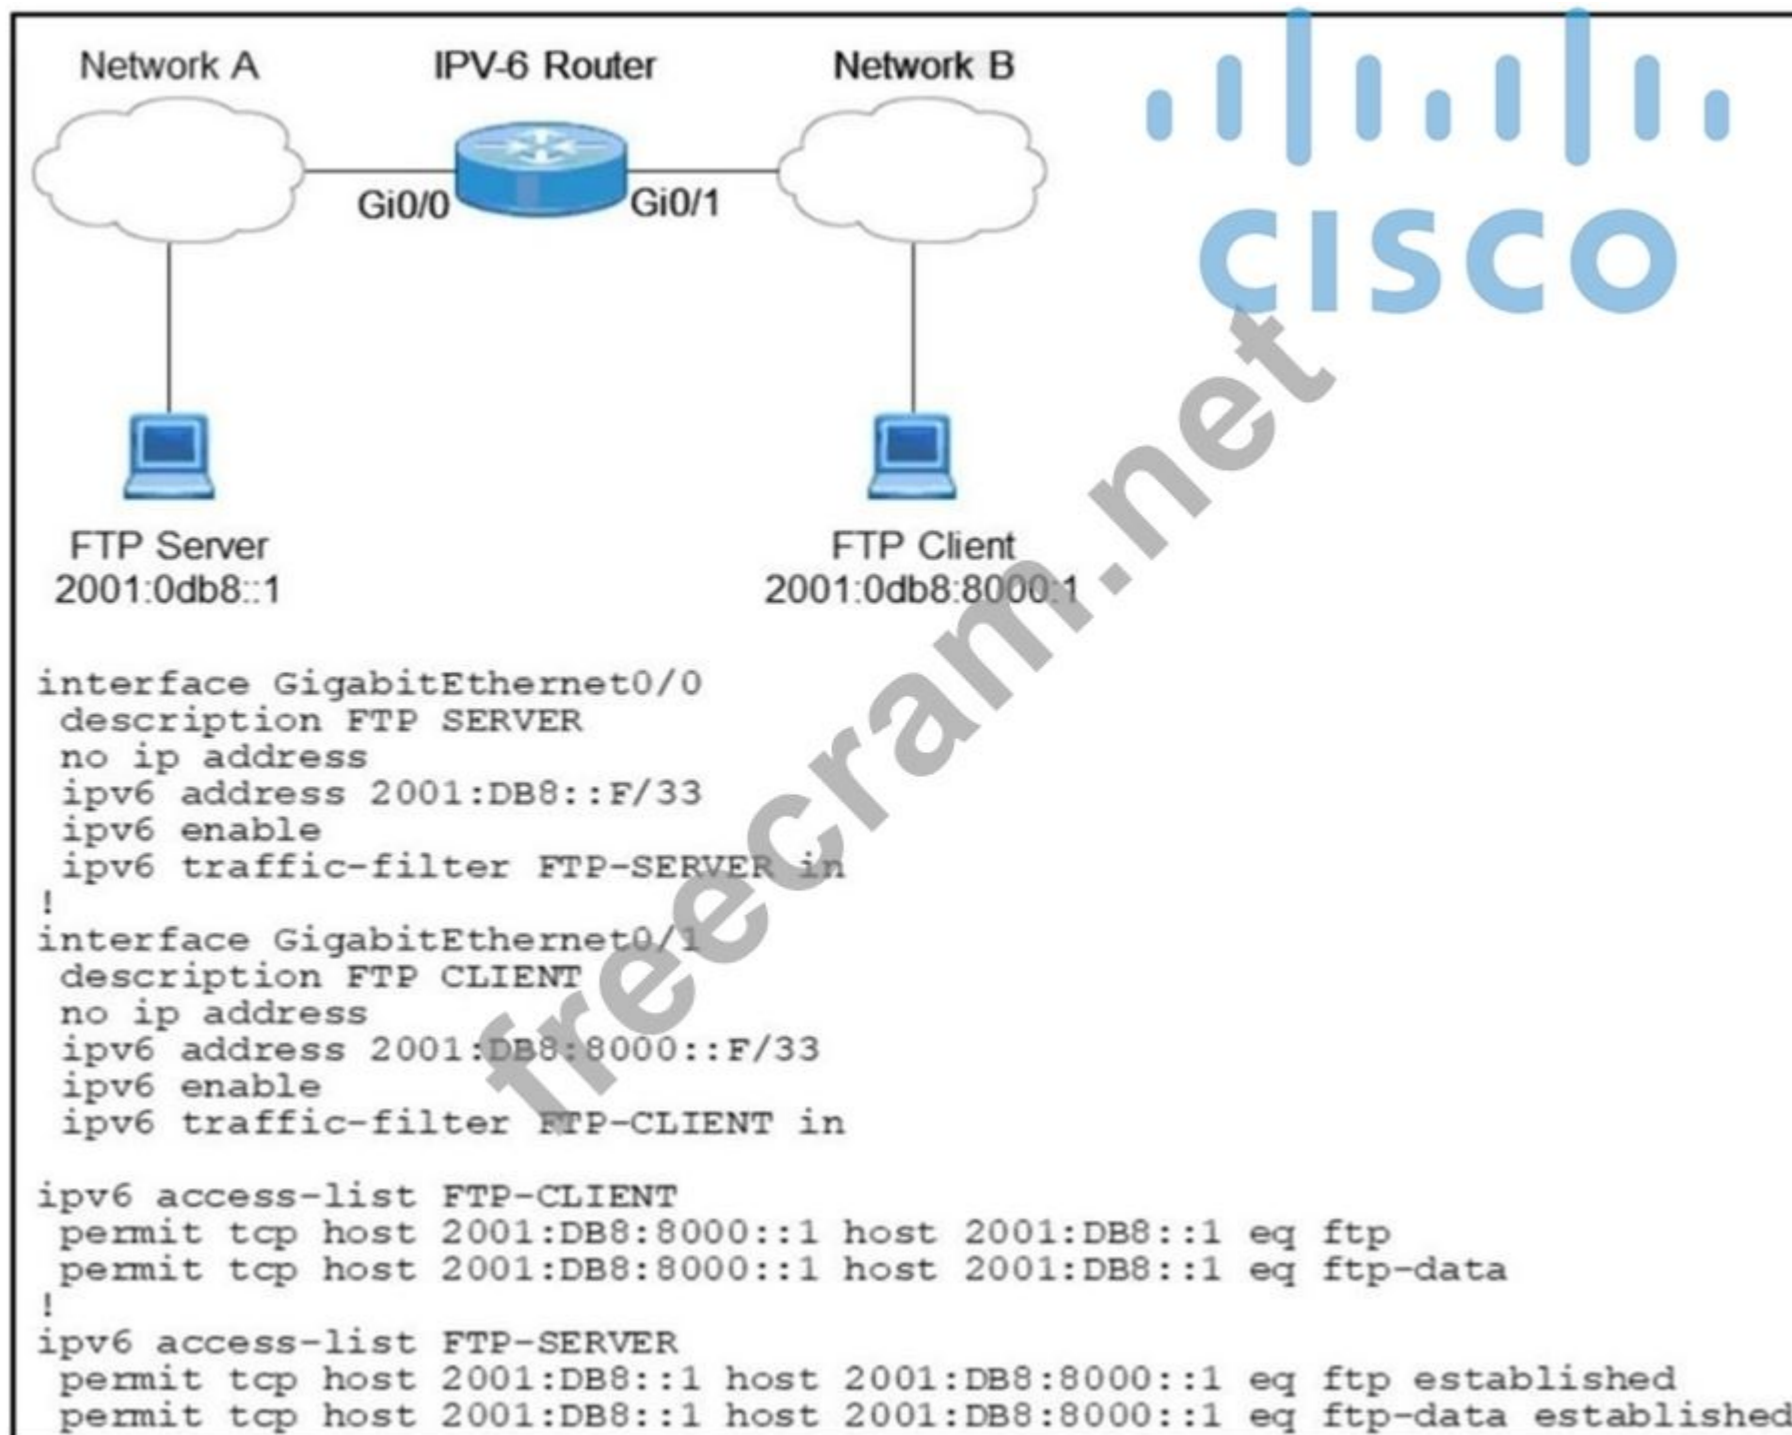 Network A
IPV-6 Router
Network B
CISCO
Gi0/0
Gi0/1
FTP Server
2001:0db8::1
FTP Client
2001:0db8:8000:1
interface GigabitEthernet0/0
description FTP SERVER
no ip address
ipv6 address 2001:DB8::F/33
ipv6 enable
ipv6 traffic-filter FTP-SERVER in
!
interface GigabitEthernet0/1
description FTP CLIENT
no ip address
ipv6 address 2001:DB8:8000::F/33
ipv6 enable
ipv6 traffic-filter FTP-CLIENT in
ipv6 access-list FTP-CLIENT
permit tcp host 2001:DB8:8000::1 host 2001:DB8::1 eq ftp
permit tcp host 2001:DB8:8000::1 host 2001:DB8::1 eq ftp-data
!
ipv6 access-list FTP-SERVER
permit tcp host 2001:DB8::1 host 2001:DB8:8000::1 eq ftp established
permit tcp host 2001:DB8::1 host 2001:DB8:8000::1 eq ftp-data established
freecram.net